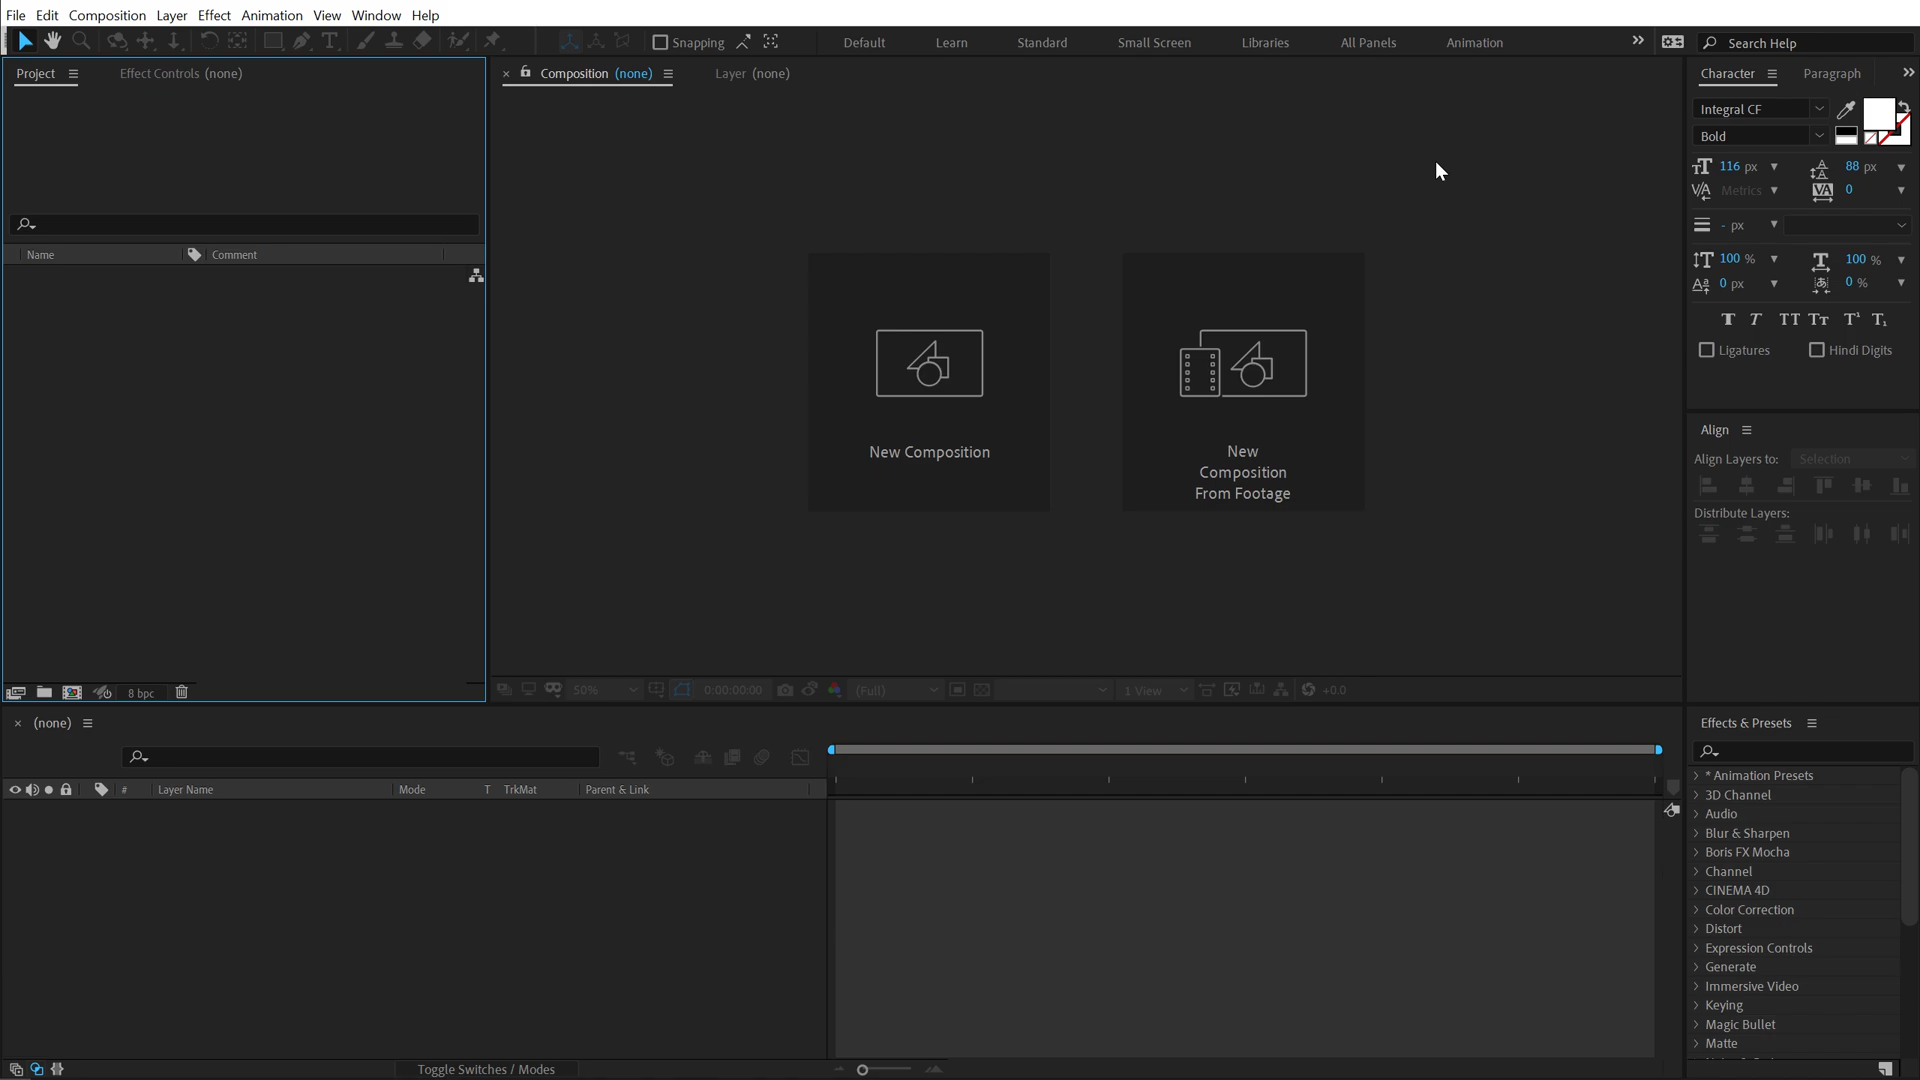 File Edit Composition Layer Effect Animation View Window Help
Snapping Default Learn Standard Small Screen Libraries All Panels Animation Search Help
Project Effect Controls (none) Composition (none) Layer (none) Character Paragraph
Integral CF
Bold
116 px 88 px
Metrics 0
- px
100 % 100 %
0 px 0 %
Ligatures Hindi Digits
Name Comment
New Composition
New
Composition
From Footage
Align
Align Layers to: Selection
Distribute Layers:
8 bpc
50% 0:00:00:00 (Full) 1 View +0.0
(none)
# Layer Name Mode T TrkMat Parent & Link
Effects & Presets
* Animation Presets
3D Channel
Audio
Blur & Sharpen
Boris FX Mocha
Channel
CINEMA 4D
Color Correction
Distort
Expression Controls
Generate
Immersive Video
Keying
Magic Bullet
Matte
Toggle Switches / Modes